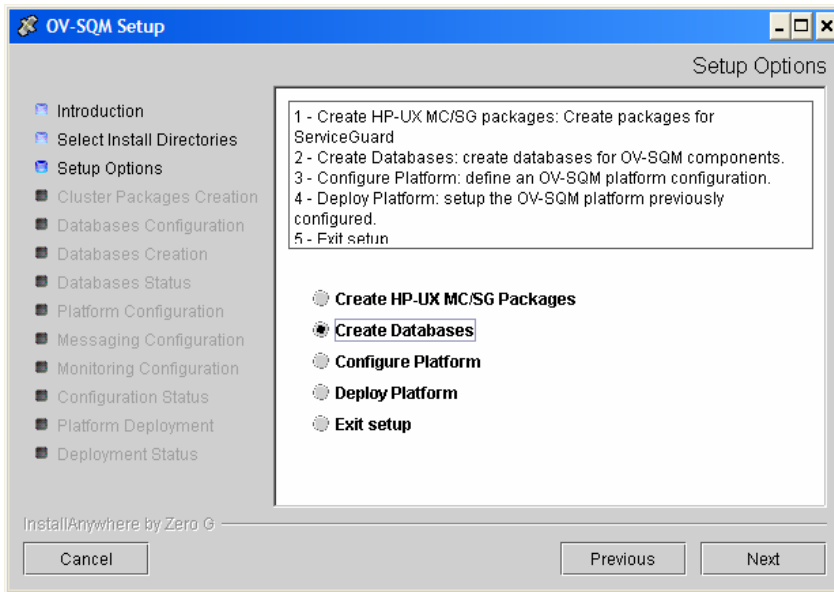 OV-SQM Setup
Setup Options
Introduction
Select Install Directories
Setup Options
Cluster Packages Creation
Databases Configuration
Databases Creation
Databases Status
Platform Configuration
Messaging Configuration
Monitoring Configuration
Configuration Status
Platform Deployment
Deployment Status
1 - Create HP-UX MC/SG packages: Create packages for
ServiceGuard
2 - Create Databases: create databases for OV-SQM components.
3 - Configure Platform: define an OV-SQM platform configuration.
4 - Deploy Platform: setup the OV-SQM platform previously
configured.
5 - Exit setup
Create HP-UX MC/SG Packages
Create Databases
Configure Platform
Deploy Platform
Exit setup
InstallAnywhere by Zero G
Cancel
Previous
Next